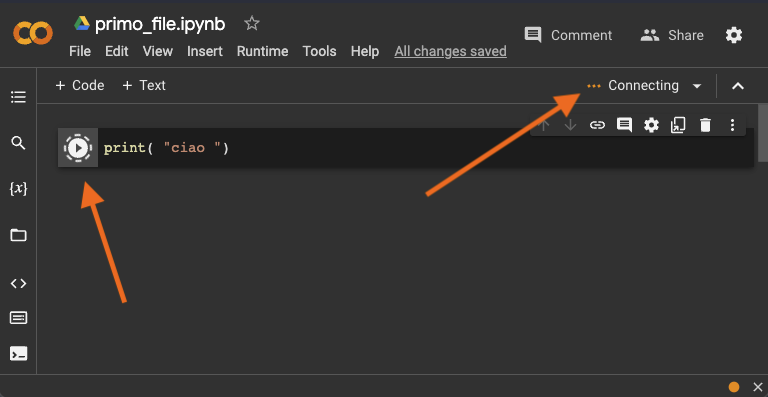 primo_file.ipynb
File Edit View Insert Runtime Tools Help All changes saved
Comment Share
+ Code + Text
Connecting
print( "ciao ")
{x}